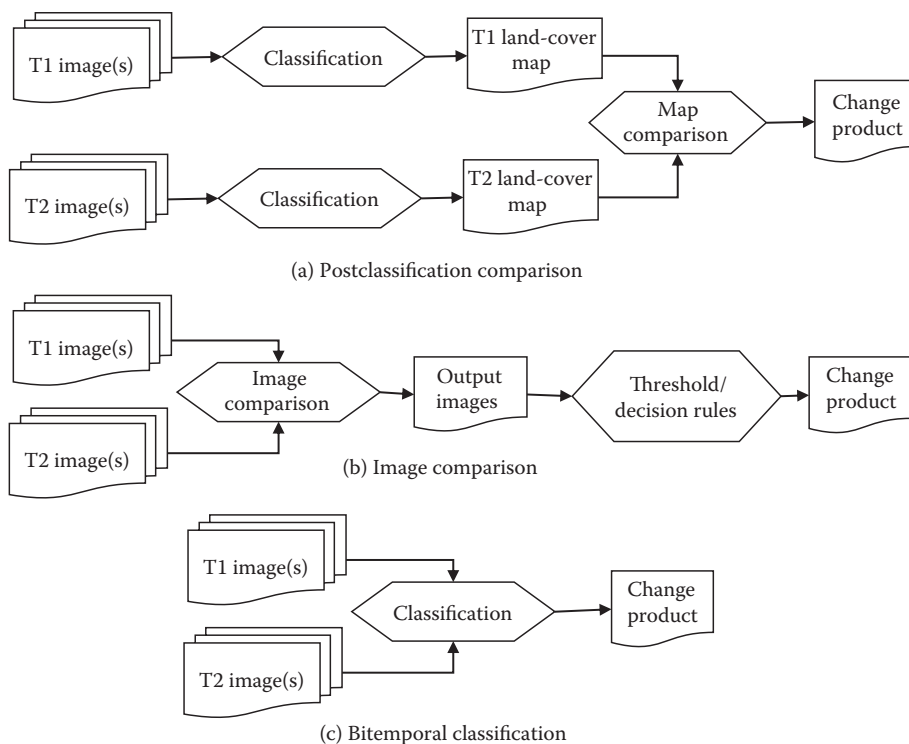 T1 image(s)
Classification
T1 land-cover
map
Map
comparison
Change
product
T2 image(s)
Classification
T2 land-cover
map
(a) Postclassification comparison
T1 image(s)
Image
comparison
Output
images
Threshold/
decision rules
Change
product
T2 image(s)
(b) Image comparison
T1 image(s)
Classification
Change
product
T2 image(s)
(c) Bitemporal classification